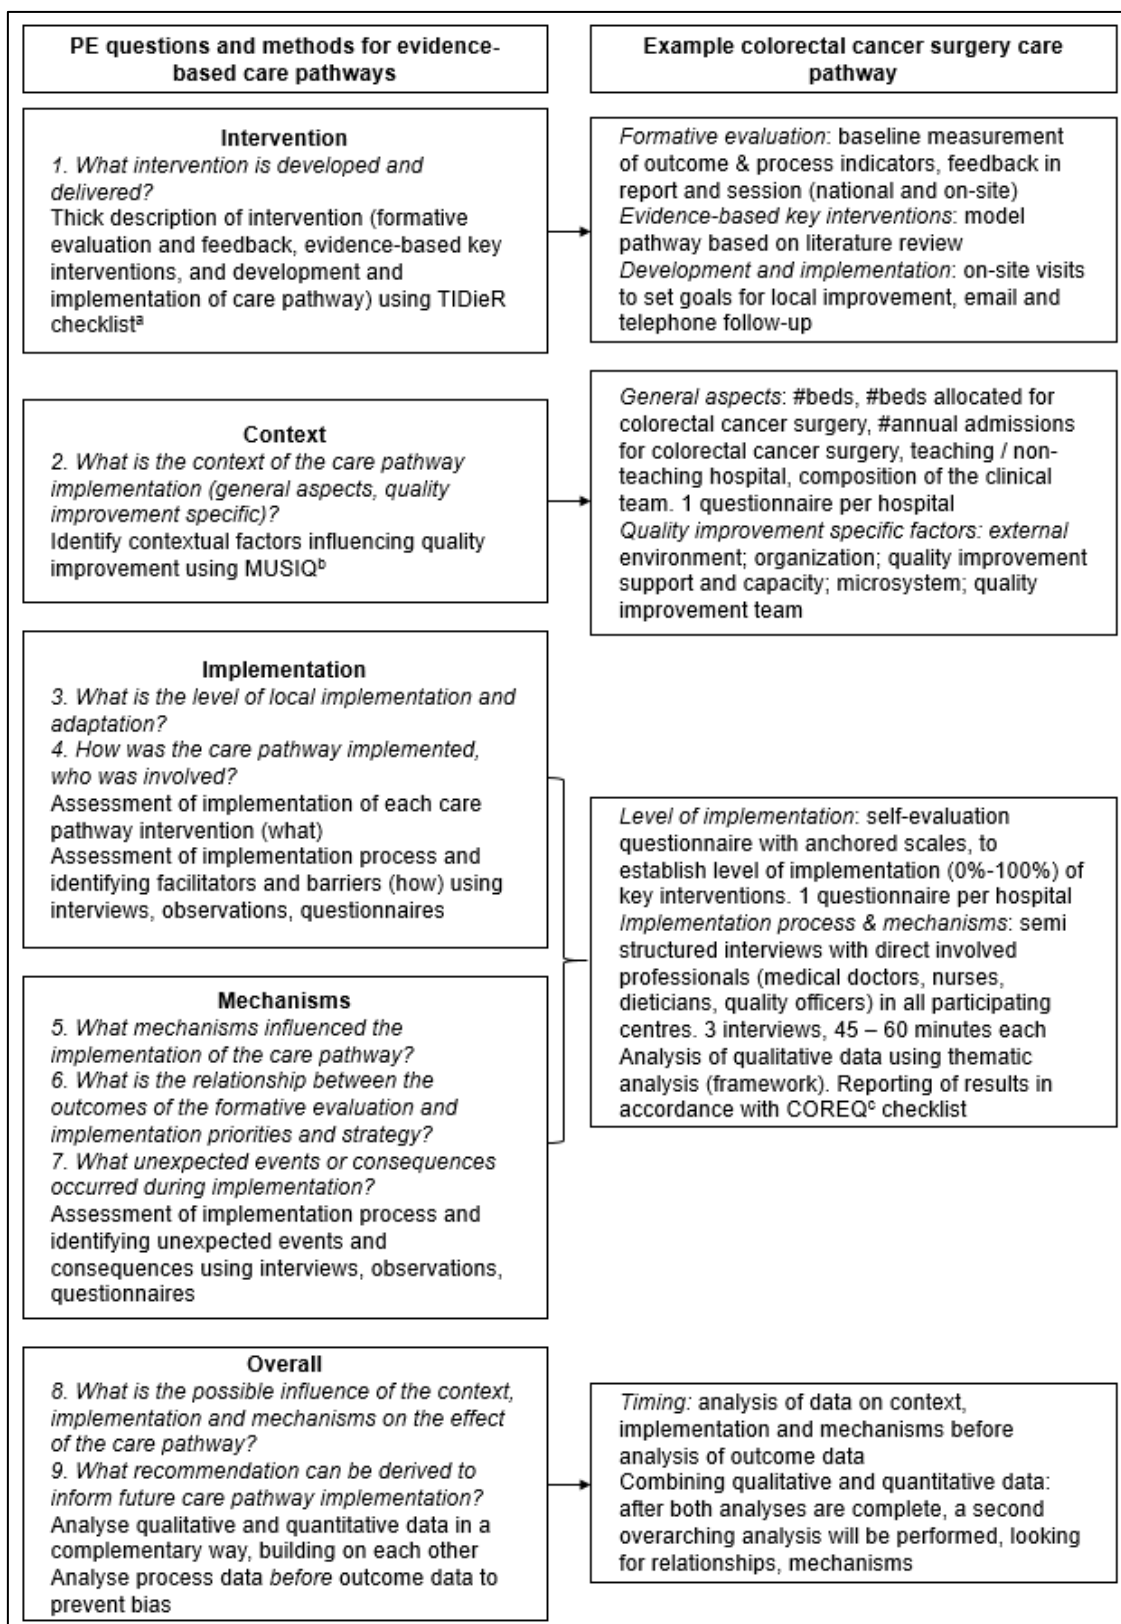 PE questions and methods for evidence-
based care pathways
Example colorectal cancer surgery care
pathway
Intervention
1. What intervention is developed and
delivered?
Thick description of intervention (formative
evaluation and feedback, evidence-based key
interventions, and development and
implementation of care pathway) using TIDieR
checklistᵃ
Formative evaluation: baseline measurement
of outcome & process indicators, feedback in
report and session (national and on-site)
Evidence-based key interventions: model
pathway based on literature review
Development and implementation: on-site visits
to set goals for local improvement, email and
telephone follow-up
Context
2. What is the context of the care pathway
implementation (general aspects, quality
improvement specific)?
Identify contextual factors influencing quality
improvement using MUSIQᵇ
General aspects: #beds, #beds allocated for
colorectal cancer surgery, #annual admissions
for colorectal cancer surgery, teaching / non-
teaching hospital, composition of the clinical
team. 1 questionnaire per hospital
Quality improvement specific factors: external
environment; organization; quality improvement
support and capacity; microsystem; quality
improvement team
Implementation
3. What is the level of local implementation and
adaptation?
4. How was the care pathway implemented,
who was involved?
Assessment of implementation of each care
pathway intervention (what)
Assessment of implementation process and
identifying facilitators and barriers (how) using
interviews, observations, questionnaires
Mechanisms
5. What mechanisms influenced the
implementation of the care pathway?
6. What is the relationship between the
outcomes of the formative evaluation and
implementation priorities and strategy?
7. What unexpected events or consequences
occurred during implementation?
Assessment of implementation process and
identifying unexpected events and
consequences using interviews, observations,
questionnaires
Level of implementation: self-evaluation
questionnaire with anchored scales, to
establish level of implementation (0%-100%) of
key interventions. 1 questionnaire per hospital
Implementation process & mechanisms: semi
structured interviews with direct involved
professionals (medical doctors, nurses,
dieticians, quality officers) in all participating
centres. 3 interviews, 45 – 60 minutes each
Analysis of qualitative data using thematic
analysis (framework). Reporting of results in
accordance with COREQᶜ checklist
Overall
8. What is the possible influence of the context,
implementation and mechanisms on the effect
of the care pathway?
9. What recommendation can be derived to
inform future care pathway implementation?
Analyse qualitative and quantitative data in a
complementary way, building on each other
Analyse process data before outcome data to
prevent bias
Timing: analysis of data on context,
implementation and mechanisms before
analysis of outcome data
Combining qualitative and quantitative data:
after both analyses are complete, a second
overarching analysis will be performed, looking
for relationships, mechanisms